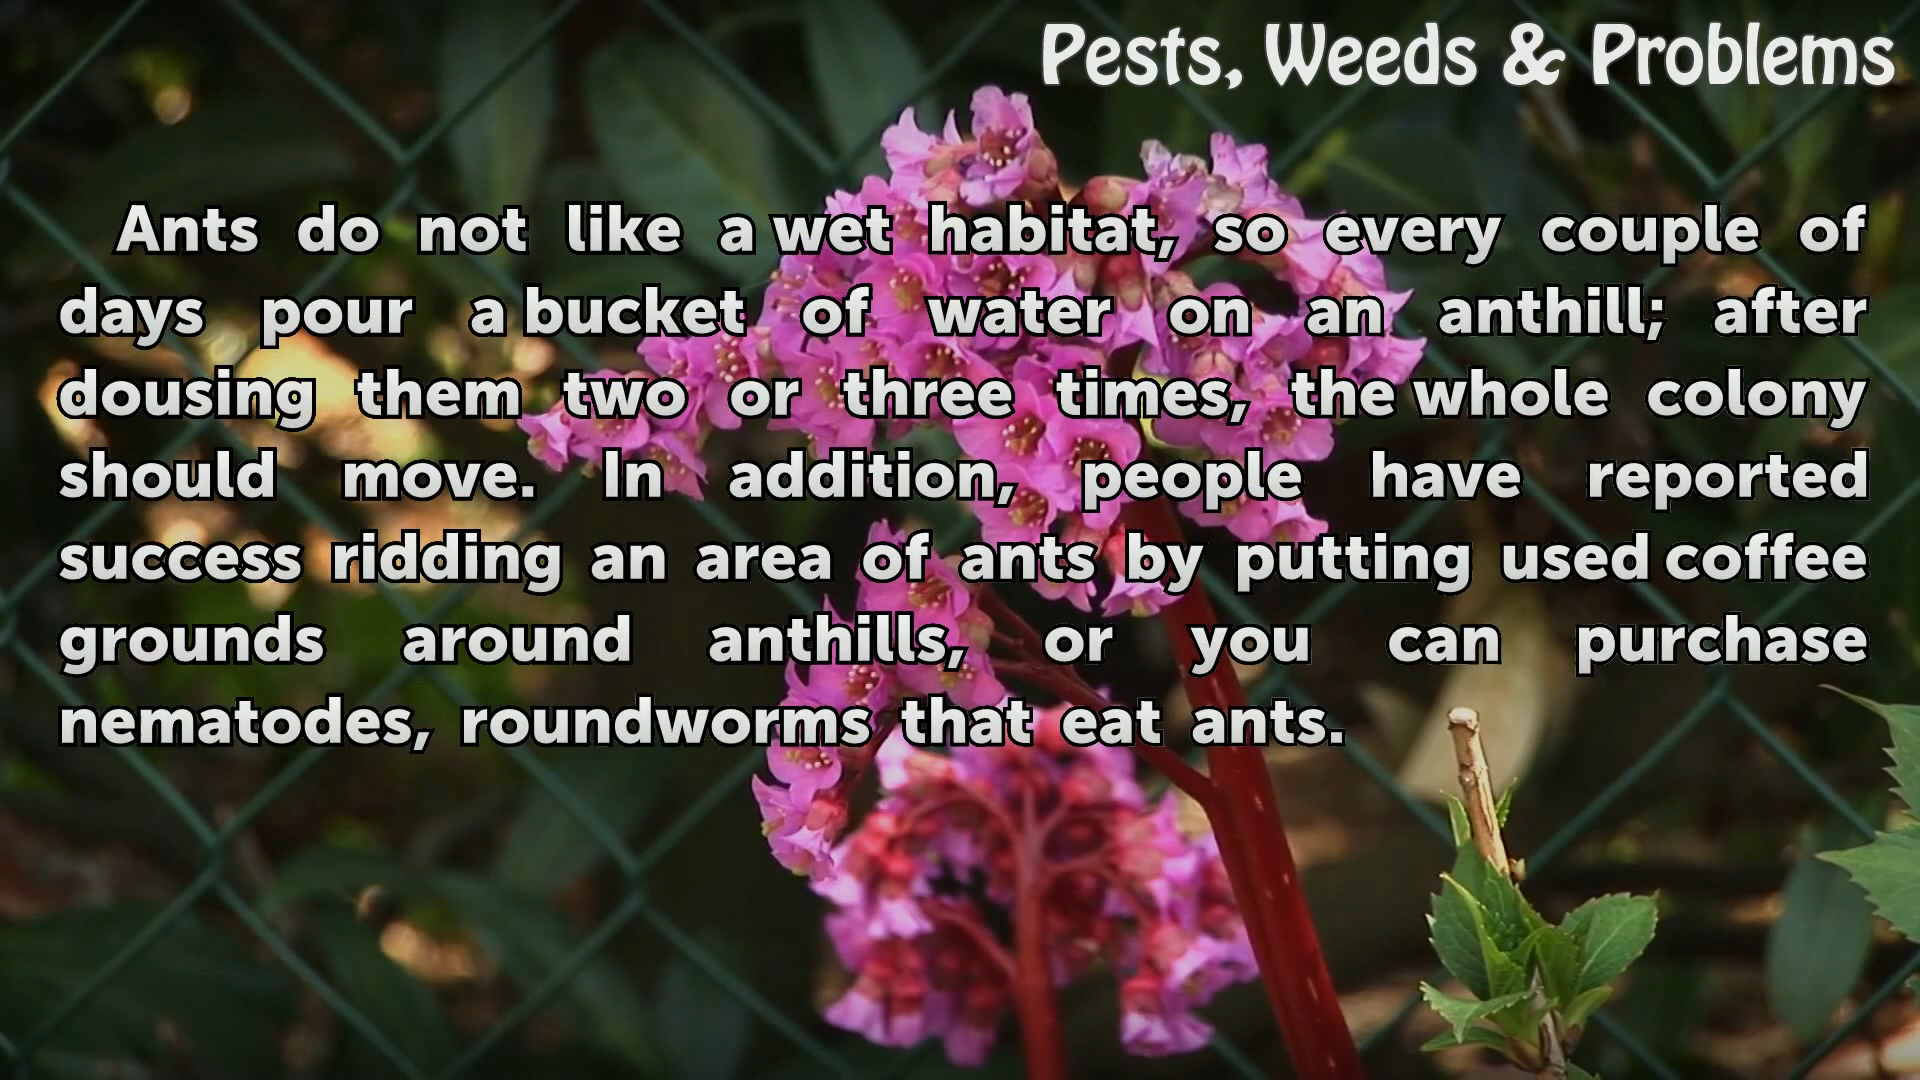 Pests, Weeds & Problems
Ants do not like a wet habitat, so every couple of
days pour a bucket of water on an anthill; after
dousing them two or three times, the whole colony
should move. In addition, people have reported
success ridding an area of ants by putting used coffee
grounds around anthills, or you can purchase
nematodes, roundworms that eat ants.